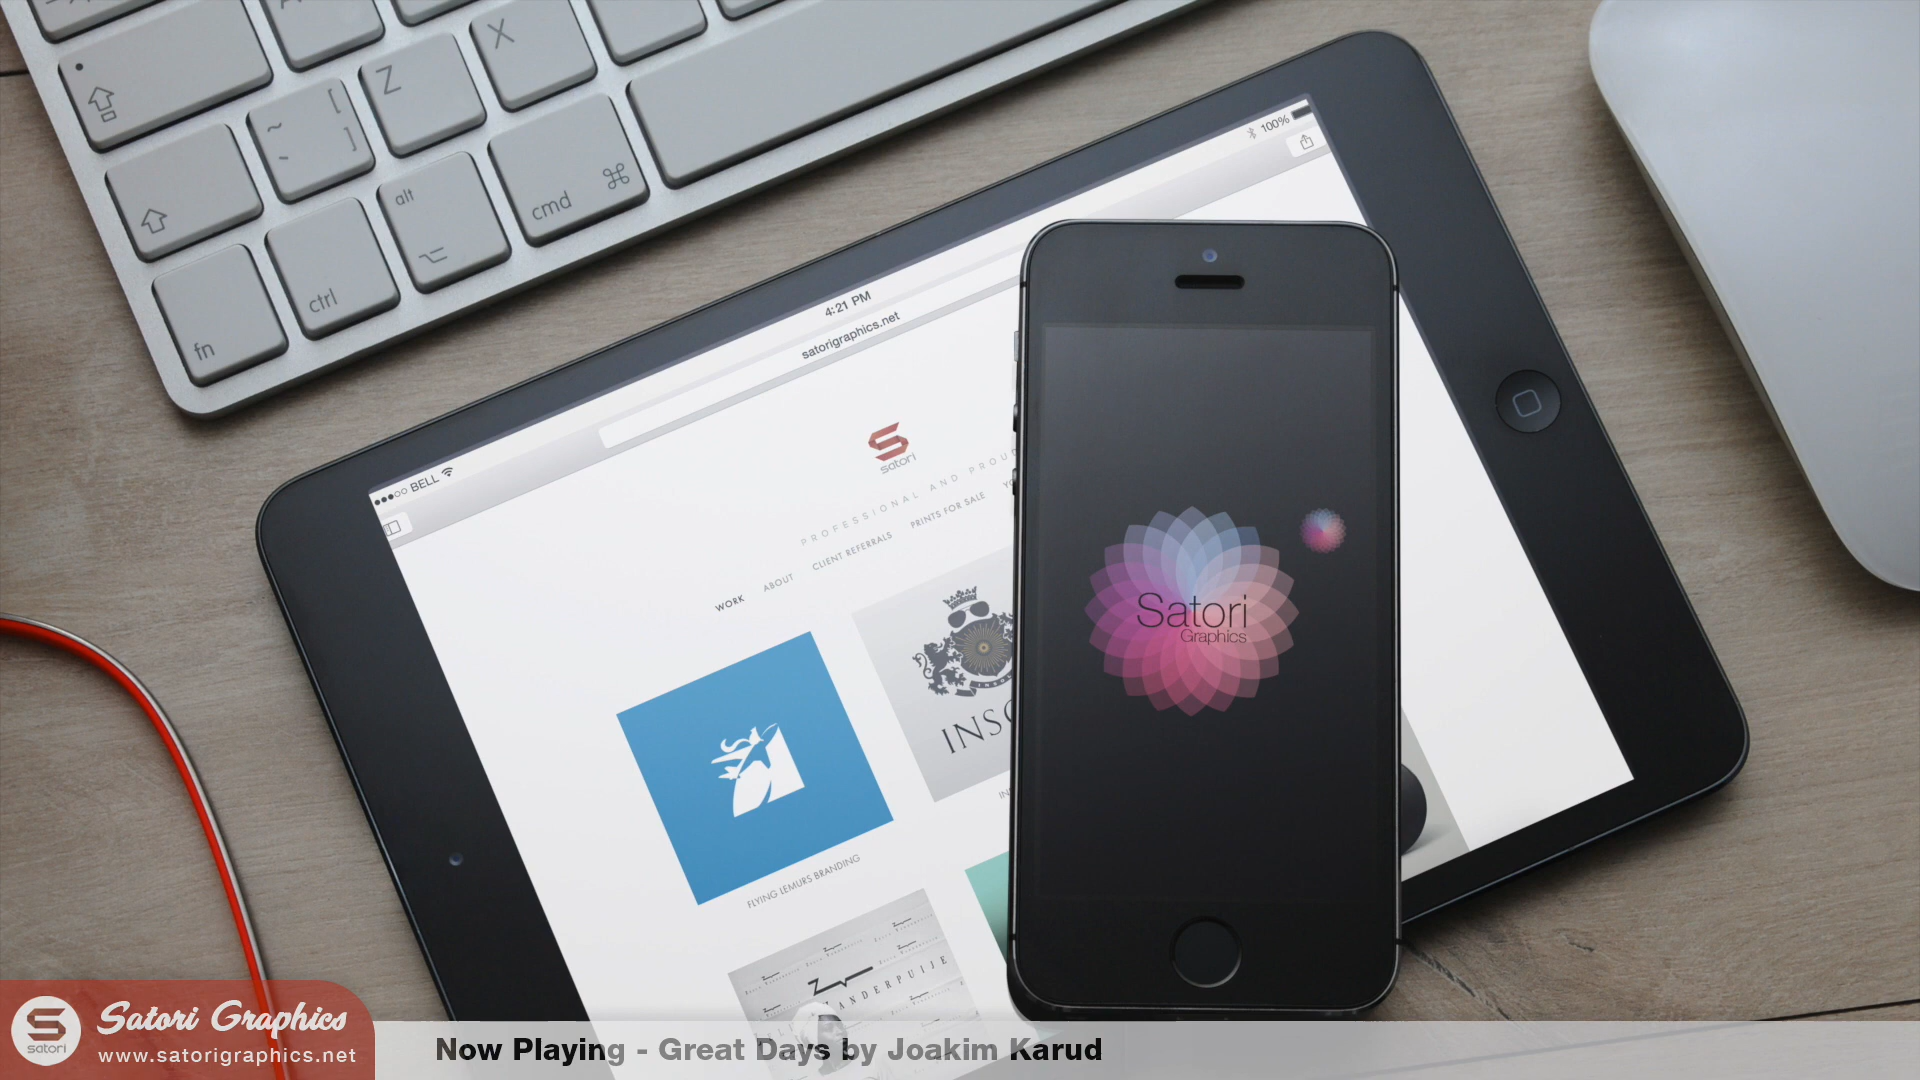 Z
X
alt
cmd
ctrl
fn
100%
4:21 PM
satorigraphics.net
BELL
satori
PROFESSIONAL AND PROU
WORK ABOUT CLIENT REFERRALS PRINTS FOR SALE
INSO
FLYING LEMURS BRANDING
Satori
Graphics
satori
Satori Graphics
www.satorigraphics.net
Now Playing - Great Days by Joakim Karud